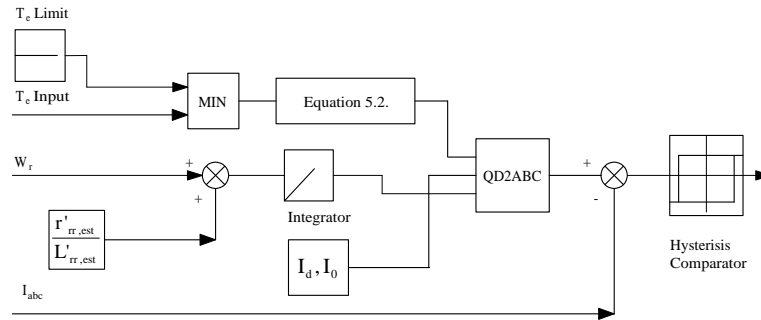 T_e Limit
T_e Input
MIN
Equation 5.2.
W_r
+
+
Integrator
QD2ABC
+
-
r'_rr,est
L'_rr,est
I_d, I_0
Hysterisis
Comparator
I_abc